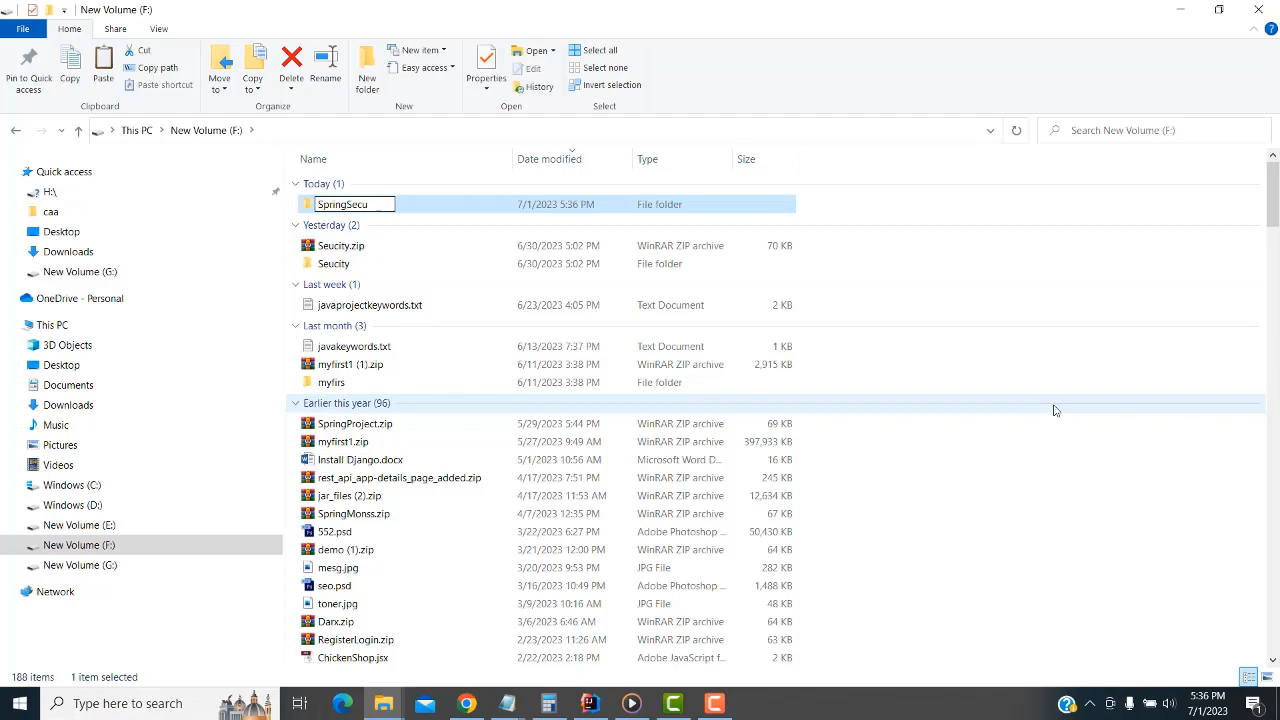 New Volume (F:)
File Home Share View
Pin to Quick access
Copy
Paste
Cut
Copy path
Paste shortcut
Clipboard
Move to
Copy to
Delete
Rename
Organize
New folder
New item
Easy access
New
Properties
Open
Edit
History
Open
Select all
Select none
Invert selection
Select
This PC New Volume (F:)
Search New Volume (F:)
Quick access
H:\
caa
Desktop
Downloads
New Volume (G:)
OneDrive - Personal
This PC
3D Objects
Desktop
Documents
Downloads
Music
Pictures
Videos
Windows (C:)
Windows (D:)
New Volume (E:)
New Volume (F:)
New Volume (G:)
Network
Name Date modified Type Size
Today (1)
SpringSecu 7/1/2023 5:36 PM File folder
Yesterday (2)
Seucity.zip 6/30/2023 5:02 PM WinRAR ZIP archive 70 KB
Seucity 6/30/2023 5:02 PM File folder
Last week (1)
javaprojectkeywords.txt 6/23/2023 4:05 PM Text Document 2 KB
Last month (3)
javakeywords.txt 6/13/2023 7:37 PM Text Document 1 KB
myfirst1 (1).zip 6/11/2023 3:38 PM WinRAR ZIP archive 2,915 KB
myfirs 6/11/2023 3:38 PM File folder
Earlier this year (96)
SpringProject.zip 5/29/2023 5:44 PM WinRAR ZIP archive 69 KB
myfirst1.zip 5/27/2023 9:49 AM WinRAR ZIP archive 397,933 KB
Install Django.docx 5/1/2023 10:56 AM Microsoft Word D... 16 KB
rest_api_app-details_page_added.zip 4/17/2023 7:51 PM WinRAR ZIP archive 245 KB
jar_files (2).zip 4/17/2023 11:53 AM WinRAR ZIP archive 12,634 KB
SpringMonss.zip 4/7/2023 12:35 PM WinRAR ZIP archive 67 KB
552.psd 3/22/2023 6:27 PM Adobe Photoshop ... 50,430 KB
demo (1).zip 3/21/2023 12:00 PM WinRAR ZIP archive 64 KB
mesg.jpg 3/20/2023 9:53 PM JPG File 282 KB
seo.psd 3/16/2023 10:49 PM Adobe Photoshop ... 1,488 KB
toner.jpg 3/9/2023 10:16 AM JPG File 48 KB
Darx.zip 3/6/2023 6:46 AM WinRAR ZIP archive 64 KB
RegisterLogin.zip 2/23/2023 11:26 AM WinRAR ZIP archive 63 KB
ChickenShop.jsx 2/22/2023 2:18 PM Adobe JavaScript f... 2 KB
188 items 1 item selected
Type here to search
5:36 PM
7/1/2023